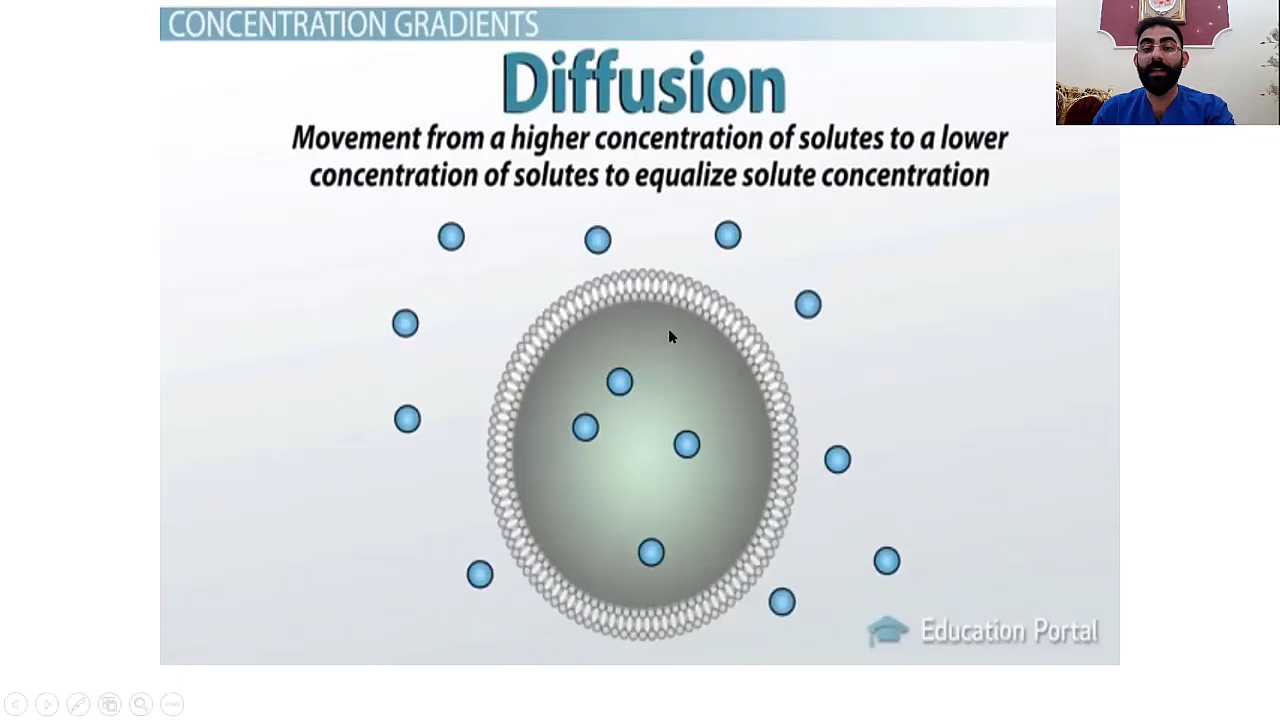 CONCENTRATION GRADIENTS
Diffusion
Movement from a higher concentration of solutes to a lower
concentration of solutes to equalize solute concentration
Education Portal